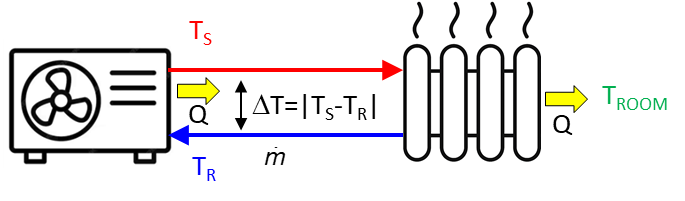 T_S
Q
ΔT=|T_S-T_R|
ṁ
T_R
Q
T_ROOM